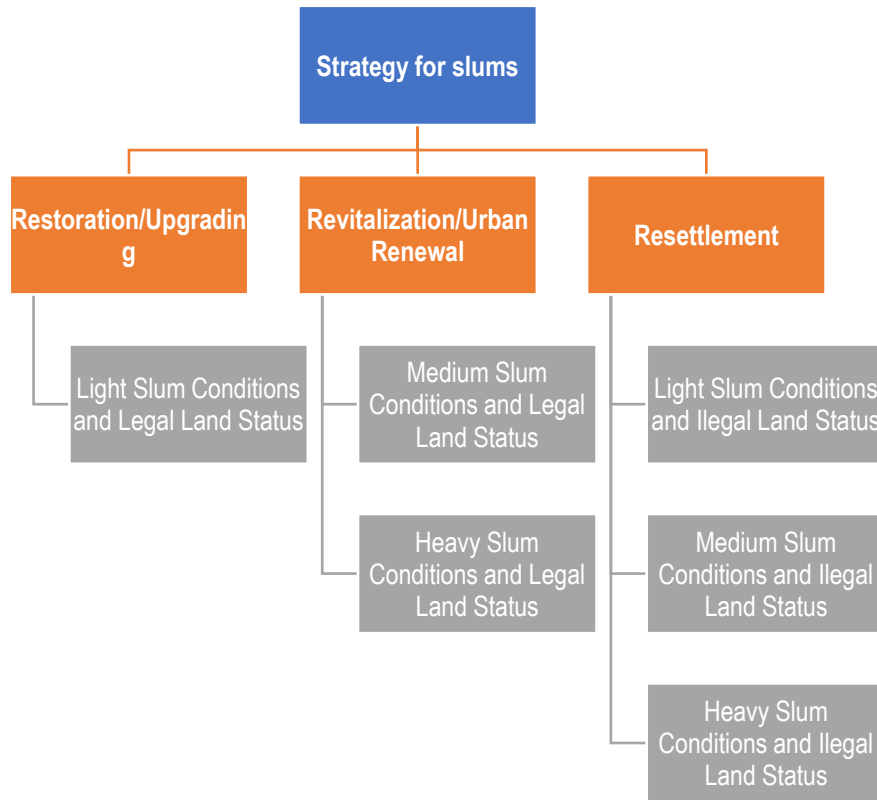 Strategy for slums
Restoration/Upgradin
g
Revitalization/Urban
Renewal
Resettlement
Light Slum Conditions
and Legal Land Status
Medium Slum
Conditions and Legal
Land Status
Light Slum Conditions
and Ilegal Land Status
Heavy Slum
Conditions and Legal
Land Status
Medium Slum
Conditions and Ilegal
Land Status
Heavy Slum
Conditions and Ilegal
Land Status